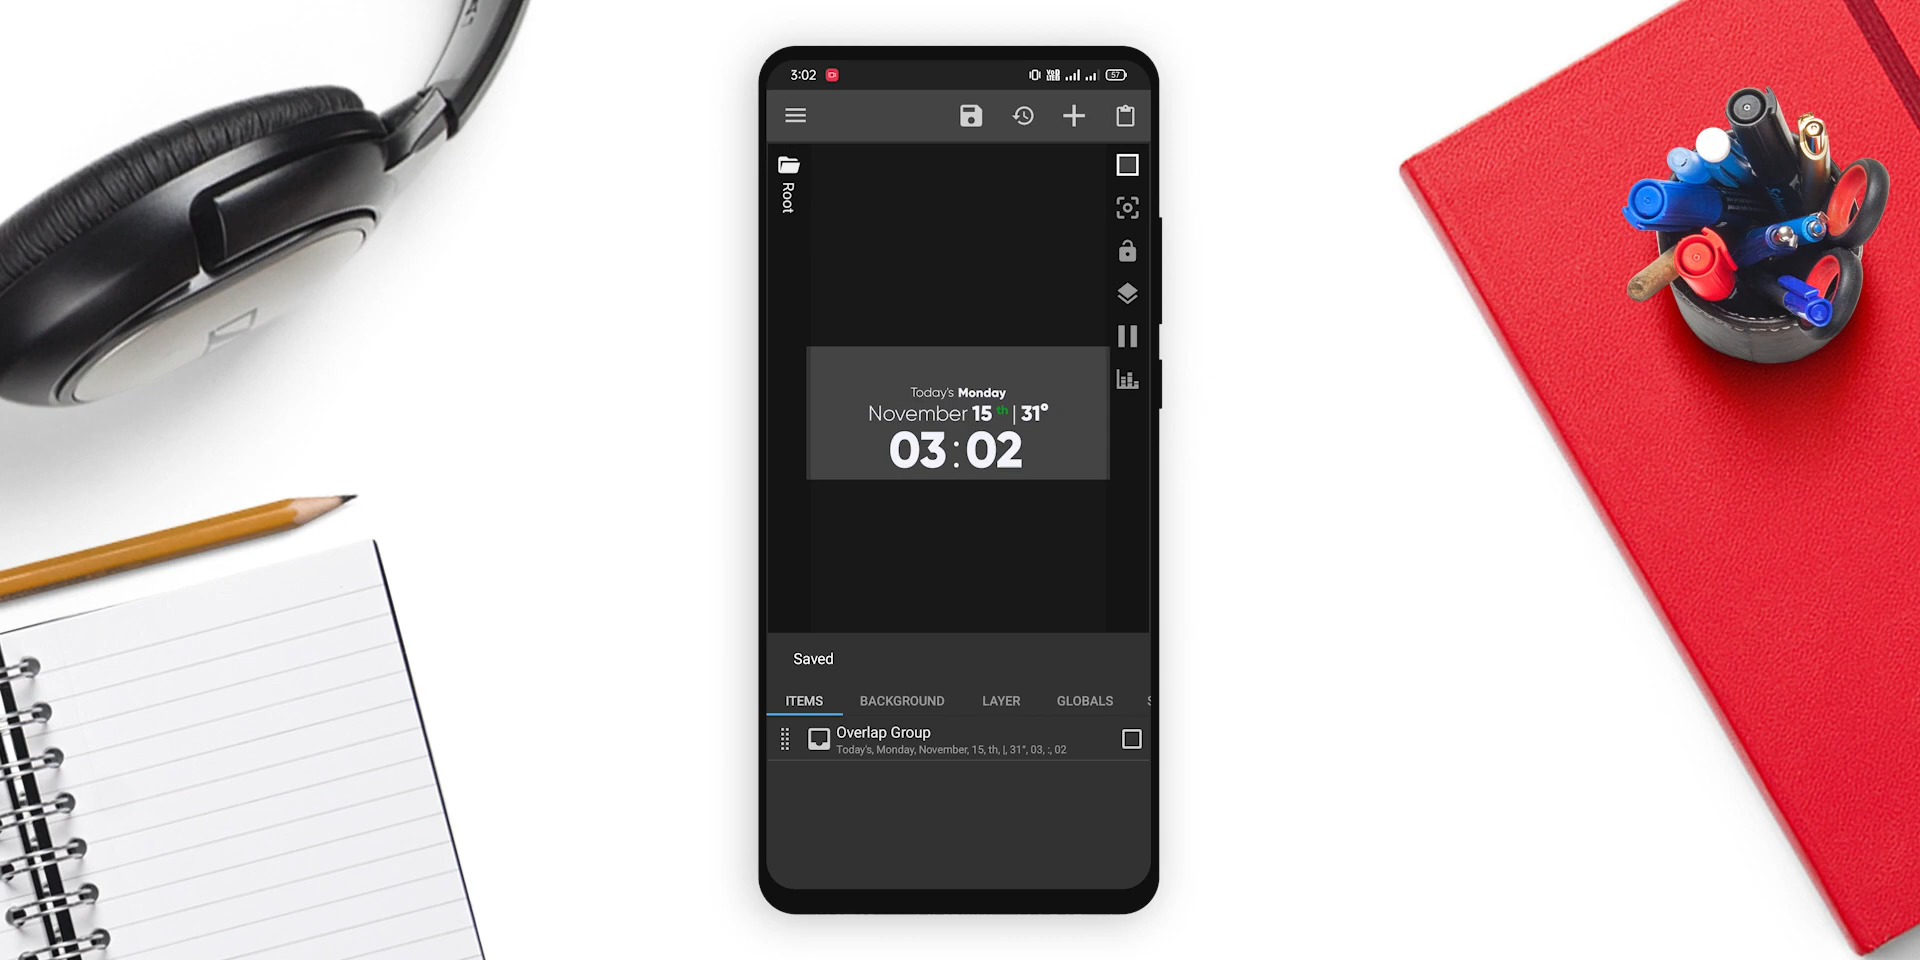 3:02
57
Root
Today's Monday
November 15 th | 31°
03 : 02
Saved
ITEMS BACKGROUND LAYER GLOBALS
Overlap Group
Today's, Monday, November, 15, th, |, 31°, 03, :, 02